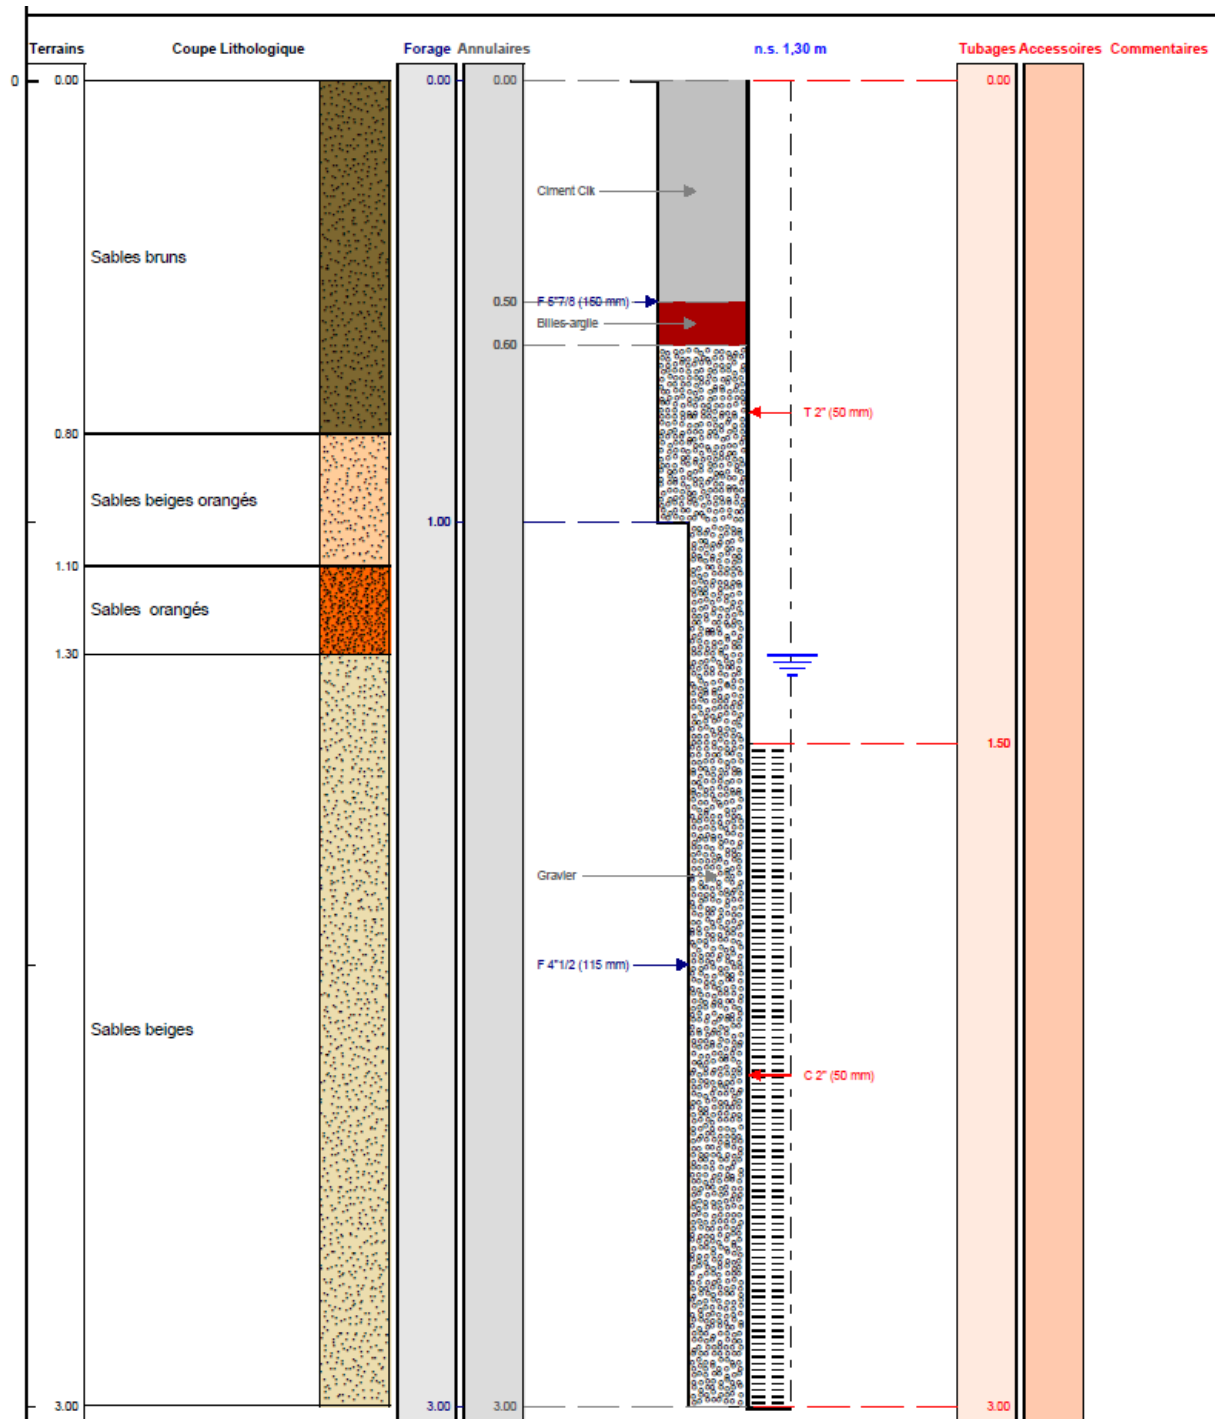 Terrains Coupe Lithologique Forage Annulaires n.s. 1,30 m Tubages Accessoires Commentaires
0 0.00 0.00 0.00 0.00
Ciment Clk
Sables bruns
0.50 F 5"7/8 (150 mm)
Billes-argile
0.60
T 2" (50 mm)
0.80
Sables beiges orangés
1.00
1.10
Sables orangés
1.30
1.50
Gravier
F 4"1/2 (115 mm)
Sables beiges
C 2" (50 mm)
3.00 3.00 3.00 3.00